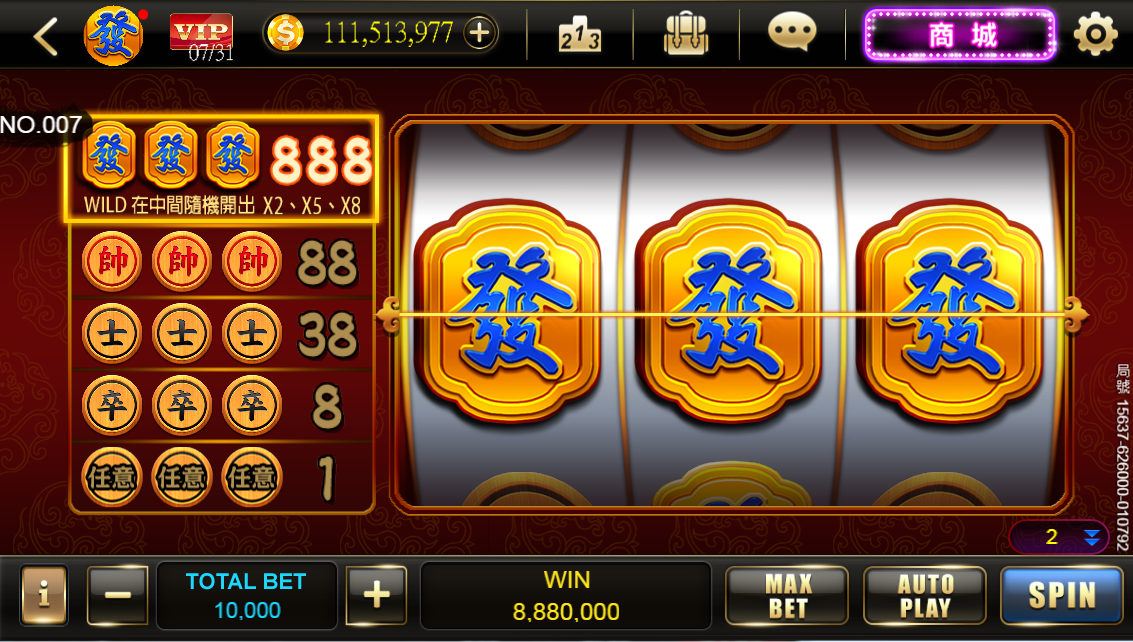 發
VIP
07/31
111,513,977
213
商城
NO.007
發 發 發 888
WILD 在中間隨機開出 X2、X5、X8
帥 帥 帥 88
士 士 士 38
卒 卒 卒 8
任意 任意 任意 1
發 發 發
局號 15637-626000-010792
2
i
TOTAL BET
10,000
WIN
8,880,000
MAX
BET
AUTO
PLAY
SPIN